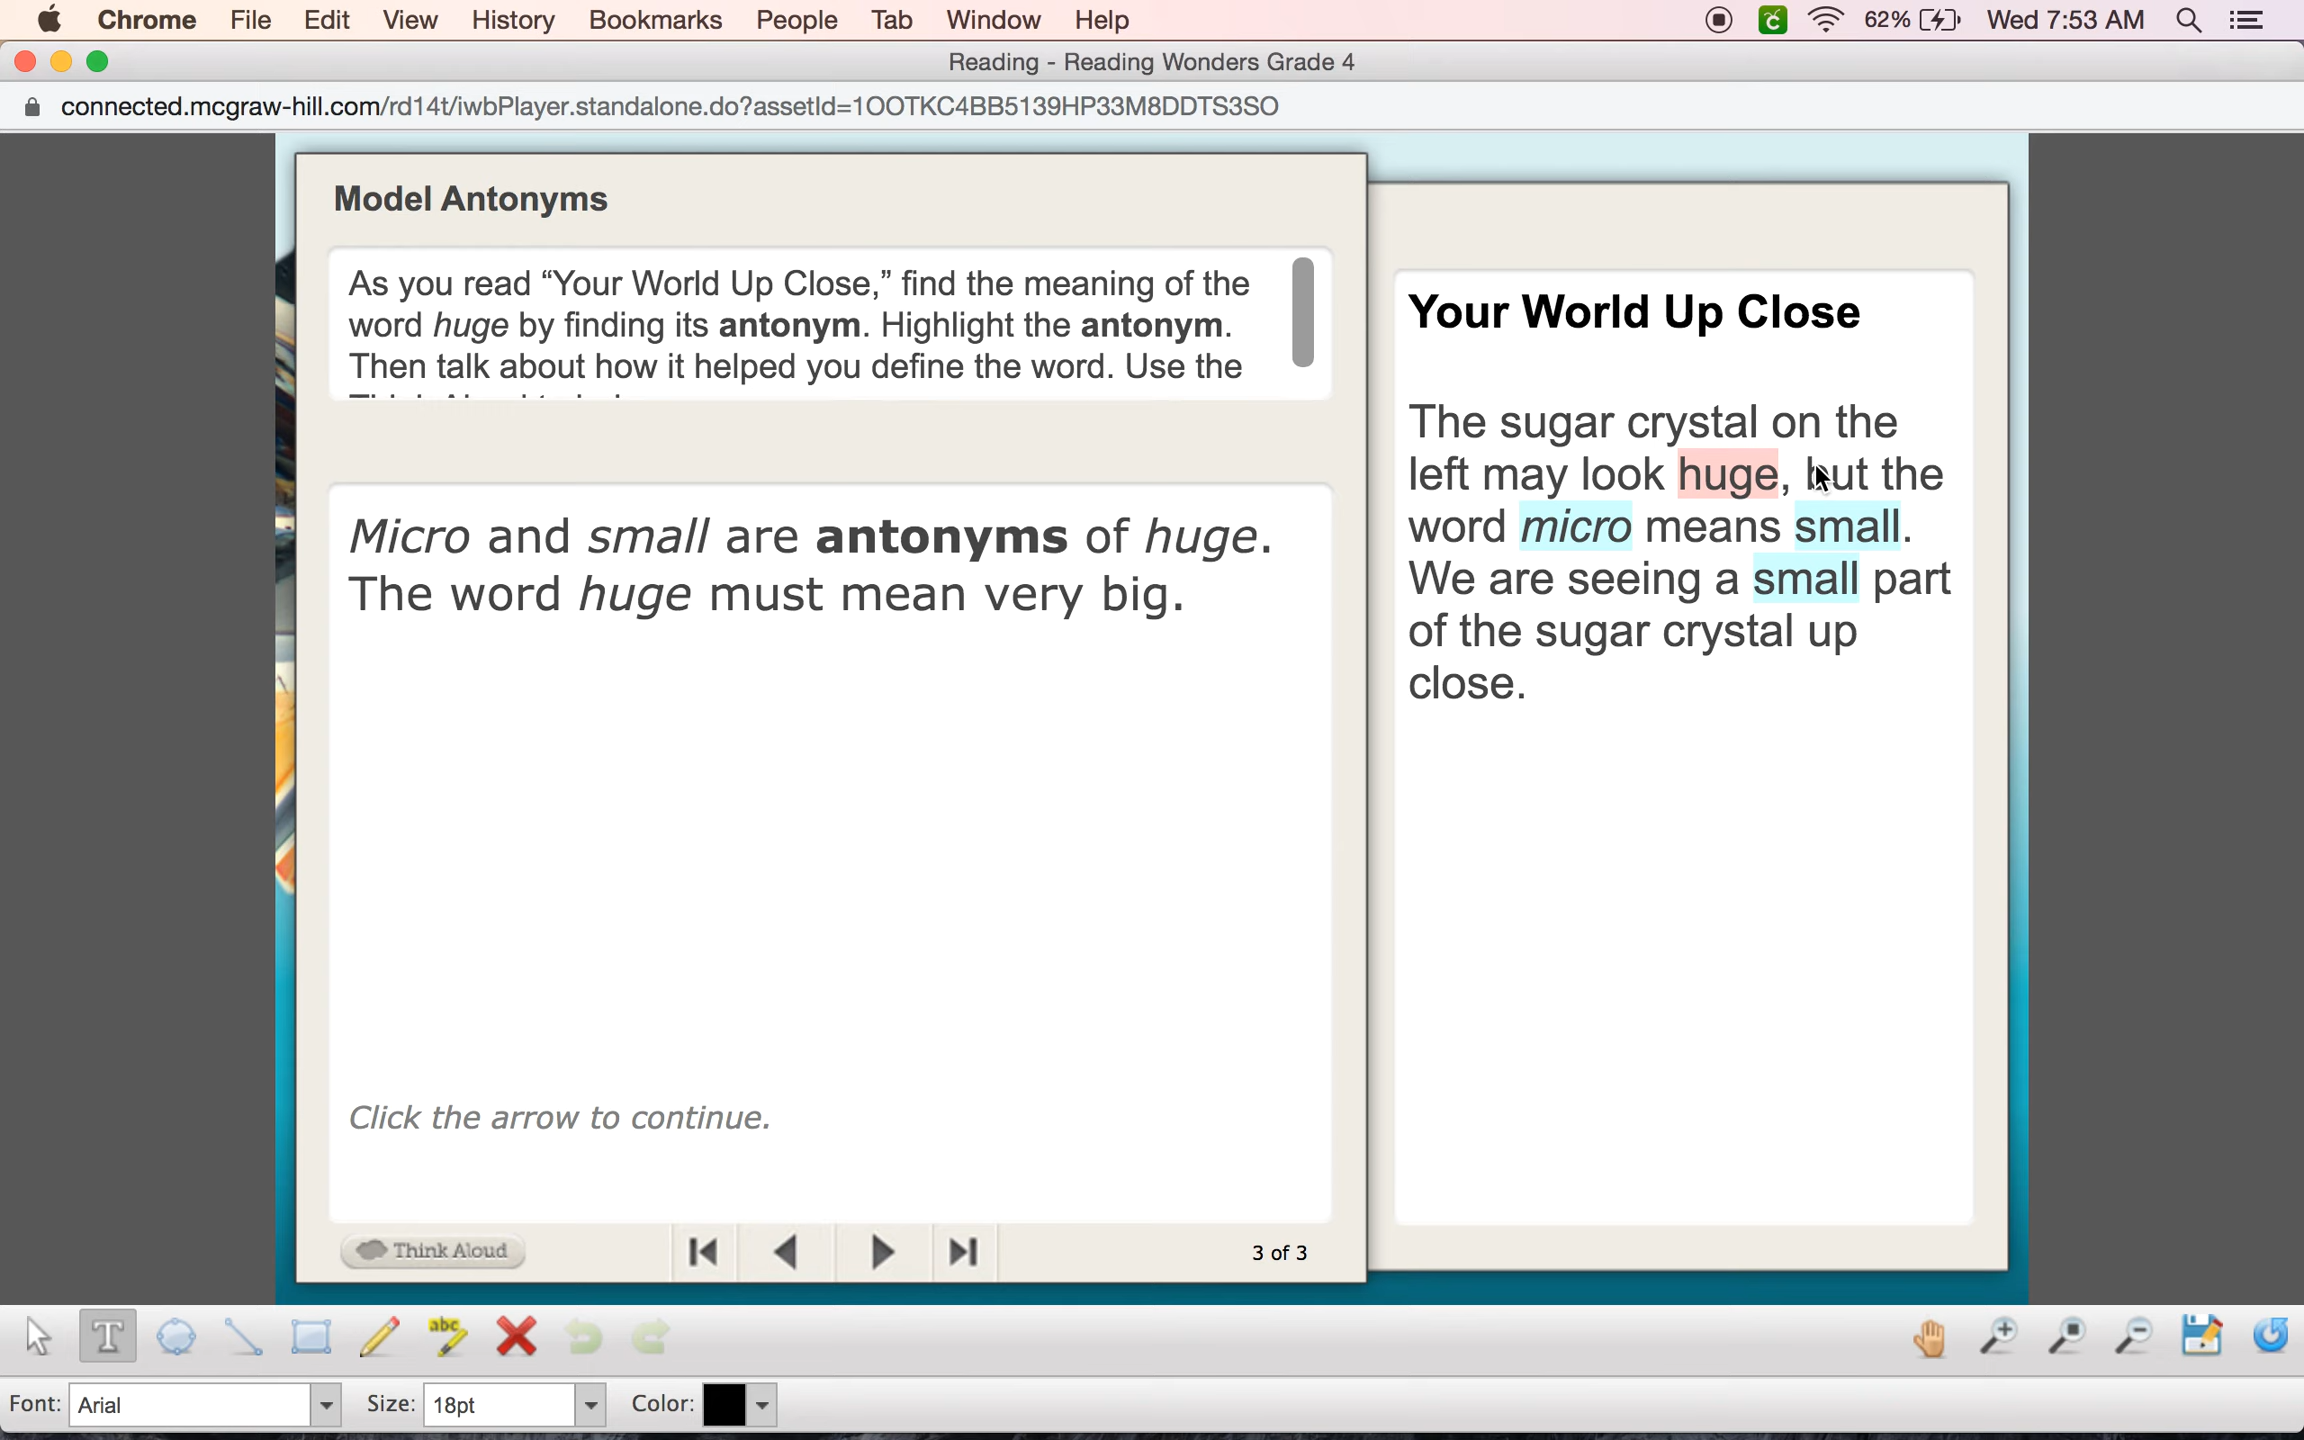 Chrome File Edit View History Bookmarks People Tab Window Help 62% Wed 7:53 AM
Reading - Reading Wonders Grade 4
connected.mcgraw-hill.com/rd14t/iwbPlayer.standalone.do?assetId=1OOTKC4BB5139HP33M8DDTS3SO
Model Antonyms
As you read “Your World Up Close,” find the meaning of the
word huge by finding its antonym. Highlight the antonym.
Then talk about how it helped you define the word. Use the
Micro and small are antonyms of huge.
The word huge must mean very big.
Click the arrow to continue.
Think Aloud
3 of 3
Your World Up Close
The sugar crystal on the
left may look huge, but the
word micro means small.
We are seeing a small part
of the sugar crystal up
close.
T abc
Font: Arial Size: 18pt Color: